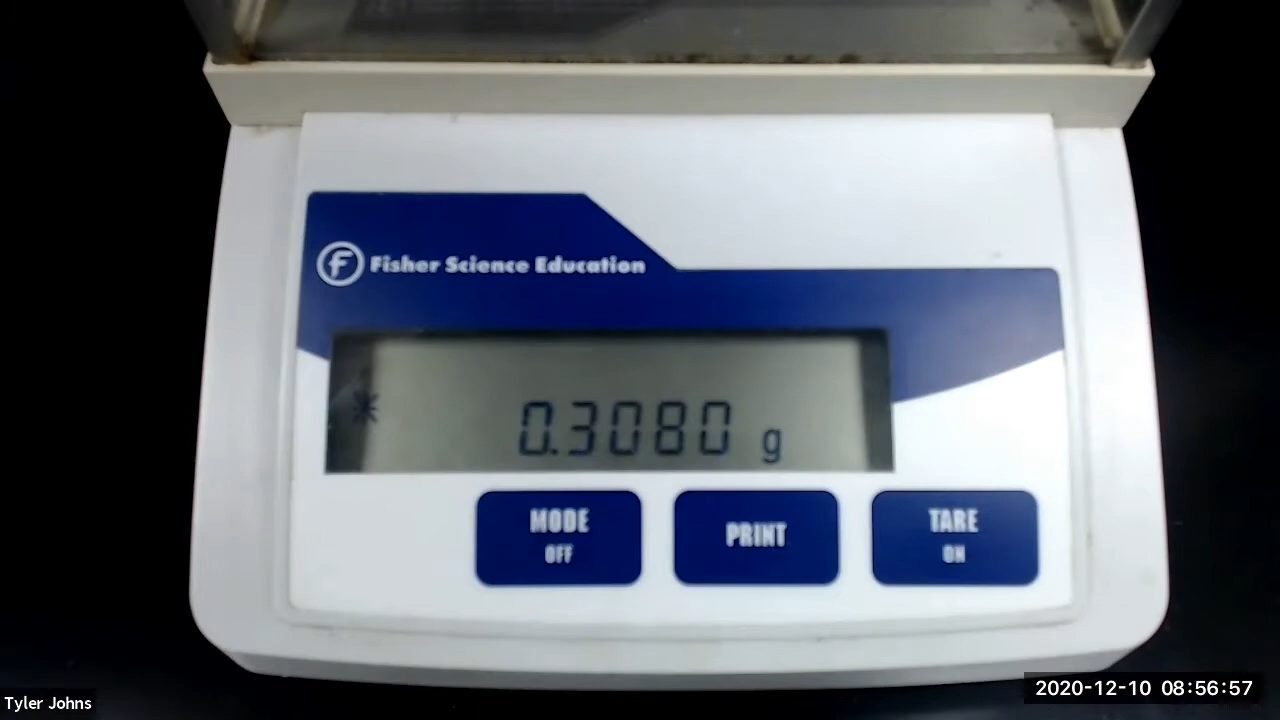 Fisher Science Education
* 0.3080 g
MODE
OFF
PRINT
TARE
ON
Tyler Johns
2020-12-10 08:56:57